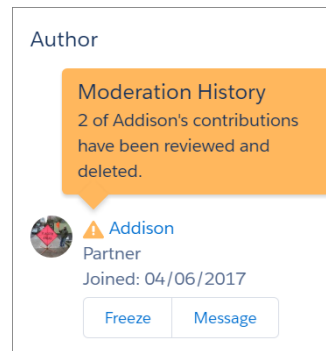 Author
Moderation History
2 of Addison's contributions
have been reviewed and
deleted.
Addison
Partner
Joined: 04/06/2017
Freeze
Message